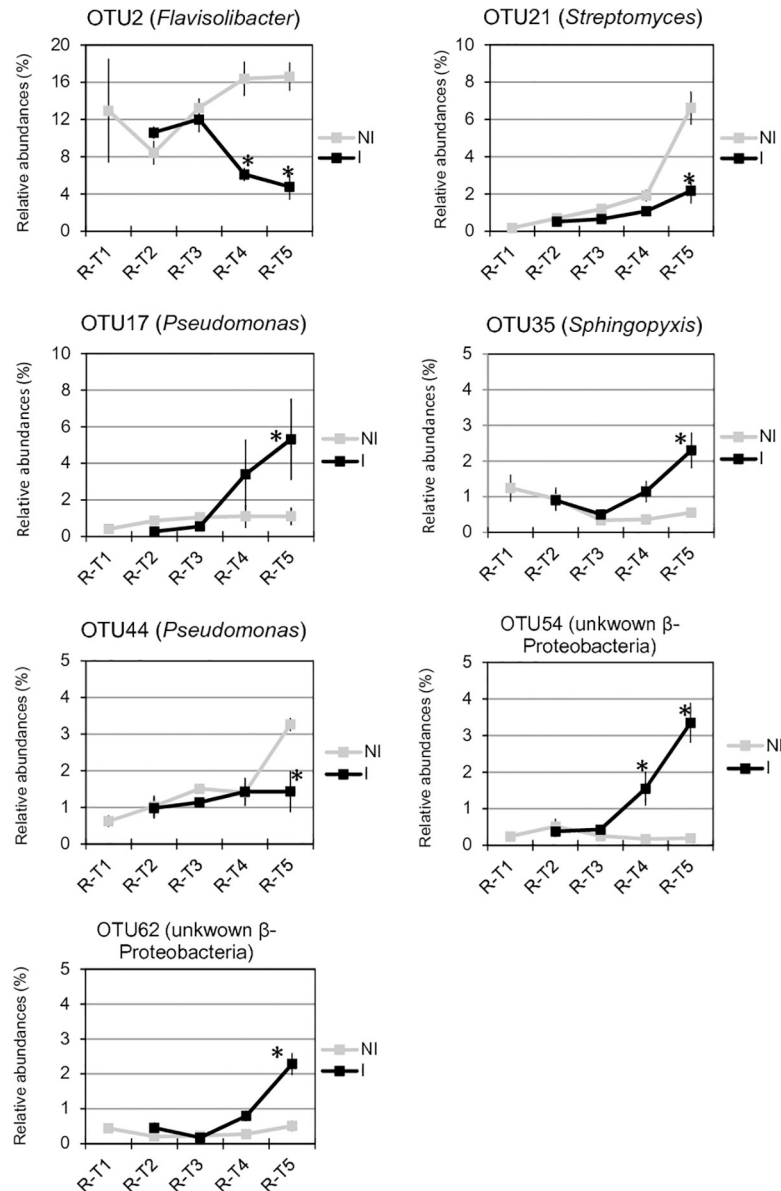 OTU2 (Flavisolibacter)
Relative abundances (%)
20
16
12
8
4
0
R-T1
R-T2
R-T3
R-T4
R-T5
*
*
NI
I
OTU21 (Streptomyces)
Relative abundances (%)
10
8
6
4
2
0
R-T1
R-T2
R-T3
R-T4
R-T5
*
NI
I
OTU17 (Pseudomonas)
Relative abundances (%)
10
8
6
4
2
0
R-T1
R-T2
R-T3
R-T4
R-T5
*
NI
I
OTU35 (Sphingopyxis)
Relative abundances (%)
5
4
3
2
1
0
R-T1
R-T2
R-T3
R-T4
R-T5
*
NI
I
OTU44 (Pseudomonas)
Relative abundances (%)
5
4
3
2
1
0
R-T1
R-T2
R-T3
R-T4
R-T5
*
NI
I
OTU54 (unkwown β-
Proteobacteria)
Relative abundances (%)
5
4
3
2
1
0
R-T1
R-T2
R-T3
R-T4
R-T5
*
*
NI
I
OTU62 (unkwown β-
Proteobacteria)
Relative abundances (%)
5
4
3
2
1
0
R-T1
R-T2
R-T3
R-T4
R-T5
*
NI
I